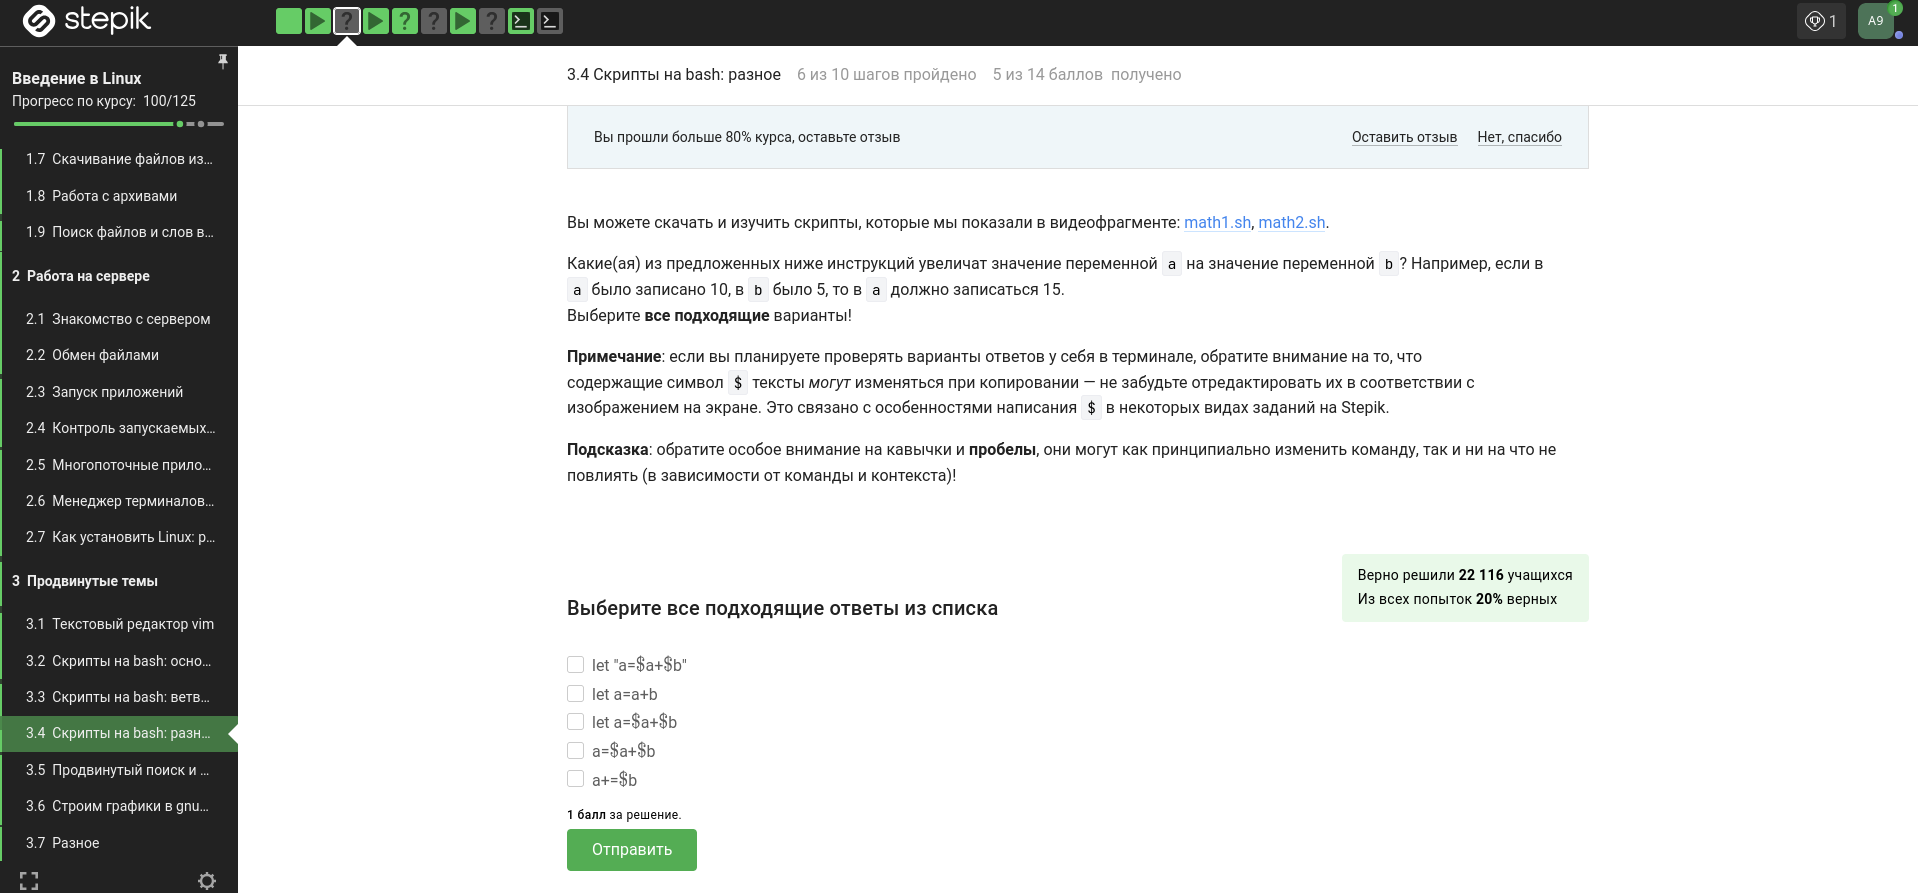 stepik
1
A9
1
Введение в Linux
Прогресс по курсу: 100/125
1.7 Скачивание файлов из...
1.8 Работа с архивами
1.9 Поиск файлов и слов в...
2 Работа на сервере
2.1 Знакомство с сервером
2.2 Обмен файлами
2.3 Запуск приложений
2.4 Контроль запускаемых...
2.5 Многопоточные прило...
2.6 Менеджер терминалов...
2.7 Как установить Linux: р...
3 Продвинутые темы
3.1 Текстовый редактор vim
3.2 Скрипты на bash: осно...
3.3 Скрипты на bash: ветв...
3.4 Скрипты на bash: разн...
3.5 Продвинутый поиск и ...
3.6 Строим графики в gnu...
3.7 Разное
3.4 Скрипты на bash: разное 6 из 10 шагов пройдено 5 из 14 баллов получено
Вы прошли больше 80% курса, оставьте отзыв Оставить отзыв Нет, спасибо
Вы можете скачать и изучить скрипты, которые мы показали в видеофрагменте: math1.sh, math2.sh.
Какие(ая) из предложенных ниже инструкций увеличат значение переменной a на значение переменной b? Например, если в
a было записано 10, в b было 5, то в a должно записаться 15.
Выберите все подходящие варианты!
Примечание: если вы планируете проверять варианты ответов у себя в терминале, обратите внимание на то, что
содержащие символ $ тексты могут изменяться при копировании — не забудьте отредактировать их в соответствии с
изображением на экране. Это связано с особенностями написания $ в некоторых видах заданий на Stepik.
Подсказка: обратите особое внимание на кавычки и пробелы, они могут как принципиально изменить команду, так и ни на что не
повлиять (в зависимости от команды и контекста)!
Верно решили 22 116 учащихся
Из всех попыток 20% верных
Выберите все подходящие ответы из списка
let "a=$a+$b"
let a=a+b
let a=$a+$b
a=$a+$b
a+=$b
1 балл за решение.
Отправить